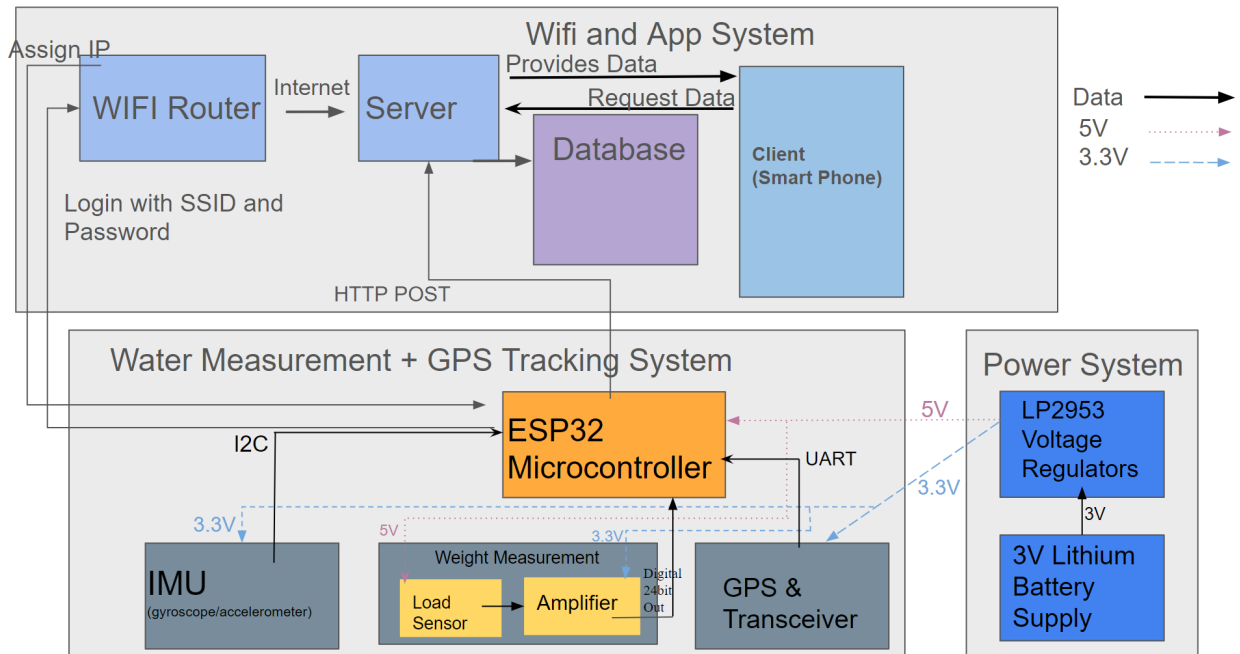 Wifi and App System
Assign IP
WIFI Router
Internet
Server
Provides Data
Request Data
Database
Client
(Smart Phone)
Login with SSID and
Password
HTTP POST
Data
5V
3.3V
Water Measurement + GPS Tracking System
ESP32
Microcontroller
I2C
UART
5V
3.3V
3.3V
5V
3.3V
IMU
(gyroscope/accelerometer)
Weight Measurement
Load
Sensor
Amplifier
Digital
24bit
Out
GPS &
Transceiver
Power System
LP2953
Voltage
Regulators
3V
3V Lithium
Battery
Supply